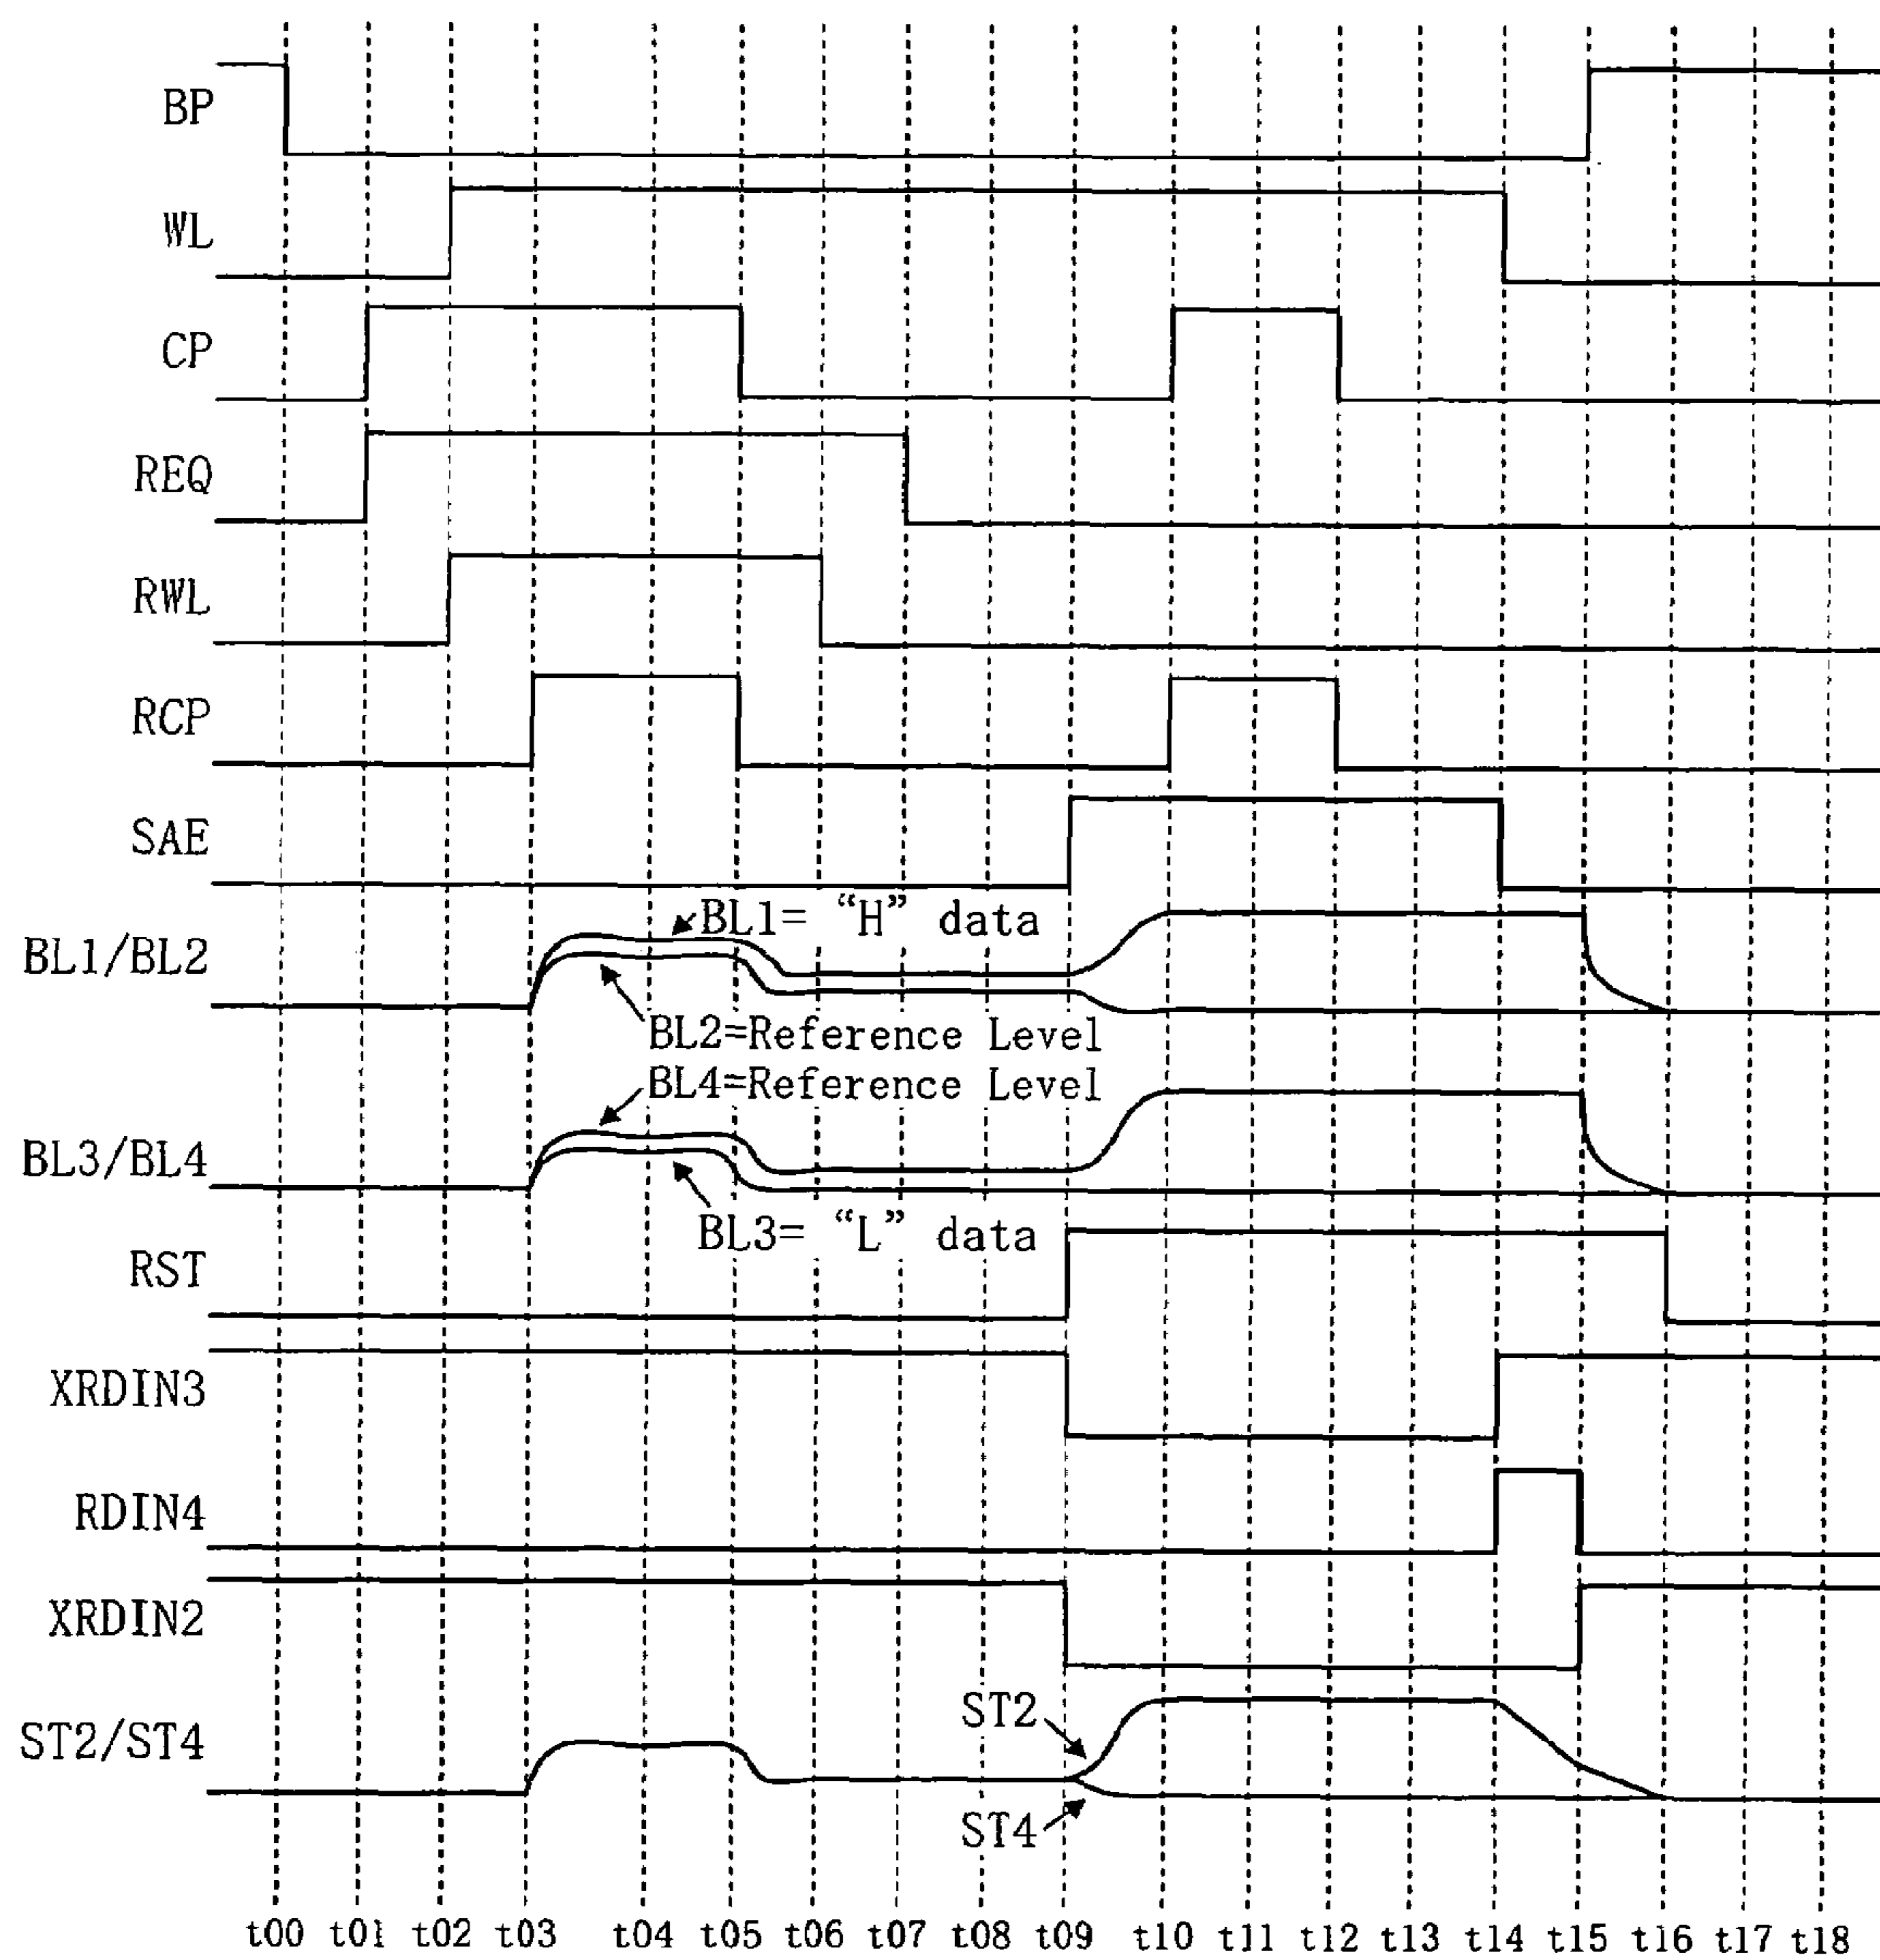 BP
WL
CP
REQ
RWL
RCP
SAE
BL1= “H” data
BL1/BL2
BL2=Reference Level
BL4=Reference Level
BL3/BL4
BL3= “L” data
RST
XRDIN3
RDIN4
XRDIN2
ST2
ST2/ST4
ST4
t00 t01 t02 t03 t04 t05 t06 t07 t08 t09 t10 t11 t12 t13 t14 t15 t16 t17 t18